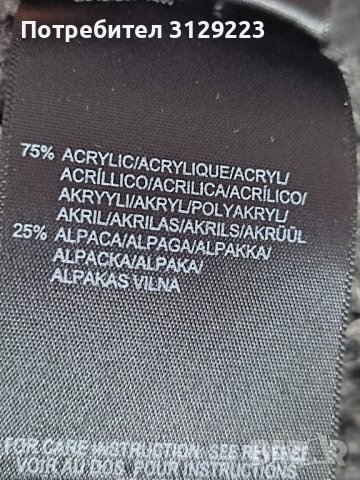 Потребител 3129223
75% ACRYLIC/ACRYLIQUE/ACRYL/
ACRÍLLICO/ACRILICA/ACRÍLICO/
AKRYYLI/AKRYL/POLYAKRYL/
AKRIL/AKRILAS/AKRILS/AKRÜÜL
25% ALPACA/ALPAGA/ALPAKKA/
ALPACKA/ALPAKA/
ALPAKAS VILNA
FOR CARE INSTRUCTION, SEE REVERSE
VOIR AU DOS, POUR INSTRUCTIONS